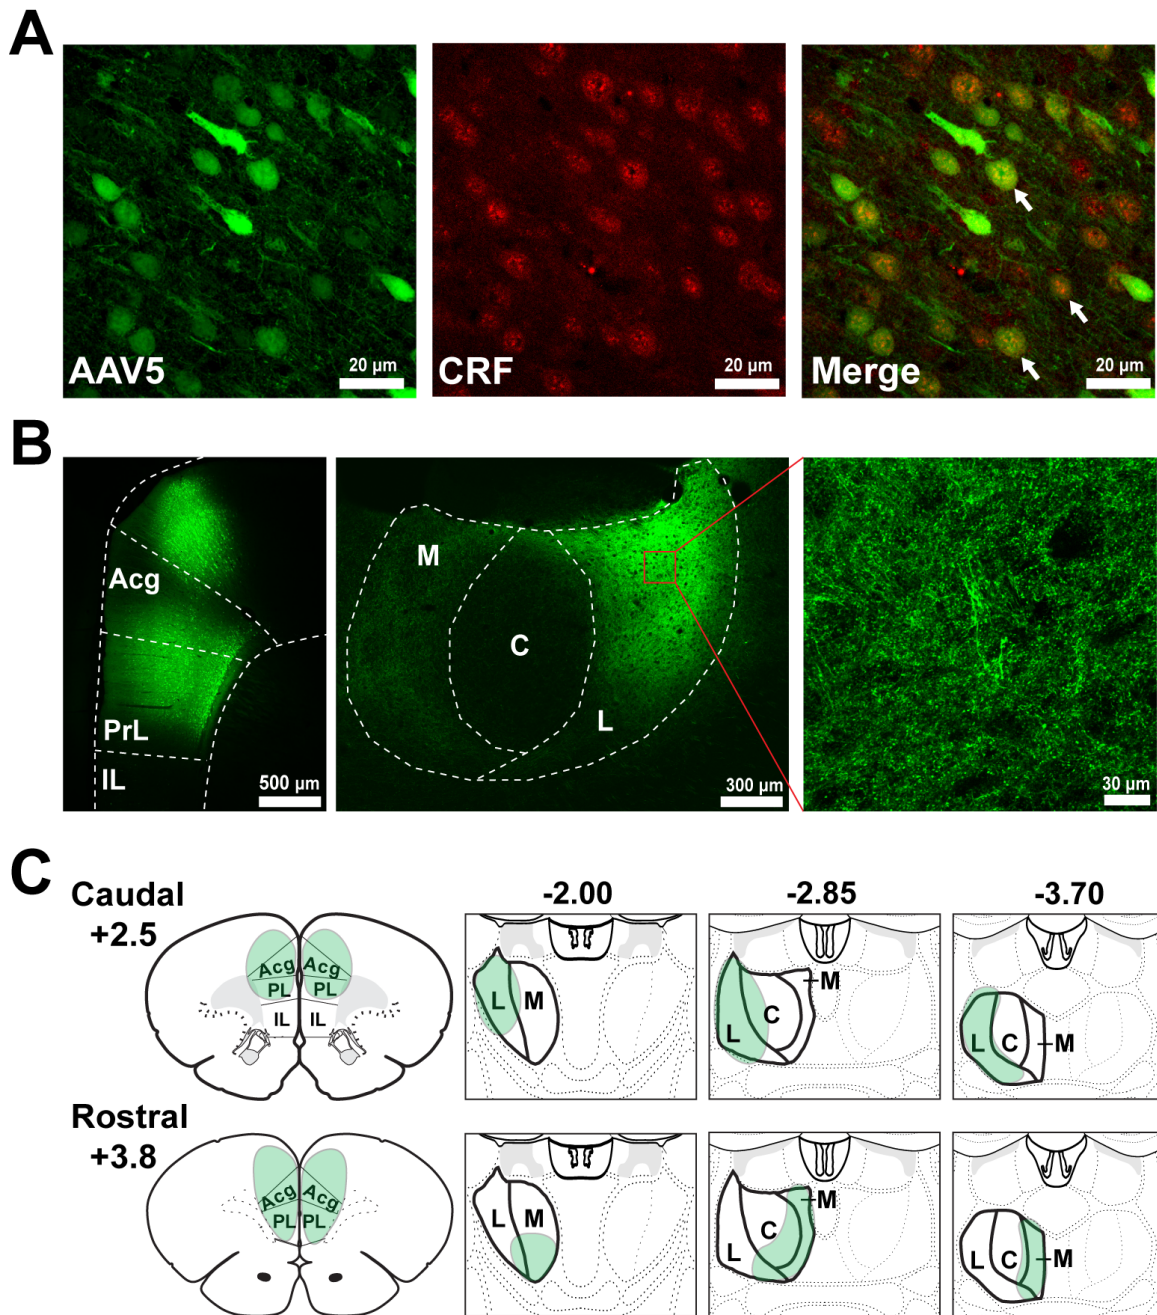 A
AAV5
20 µm
CRF
20 µm
Merge
20 µm
B
Acg
PrL
IL
500 µm
M
C
L
300 µm
30 µm
C
Caudal
+2.5
Acg Acg
PL PL
IL IL
-2.00
L M
-2.85
L C M
-3.70
L C M
Rostral
+3.8
Acg Acg
PL PL
L M
L C M
L C M